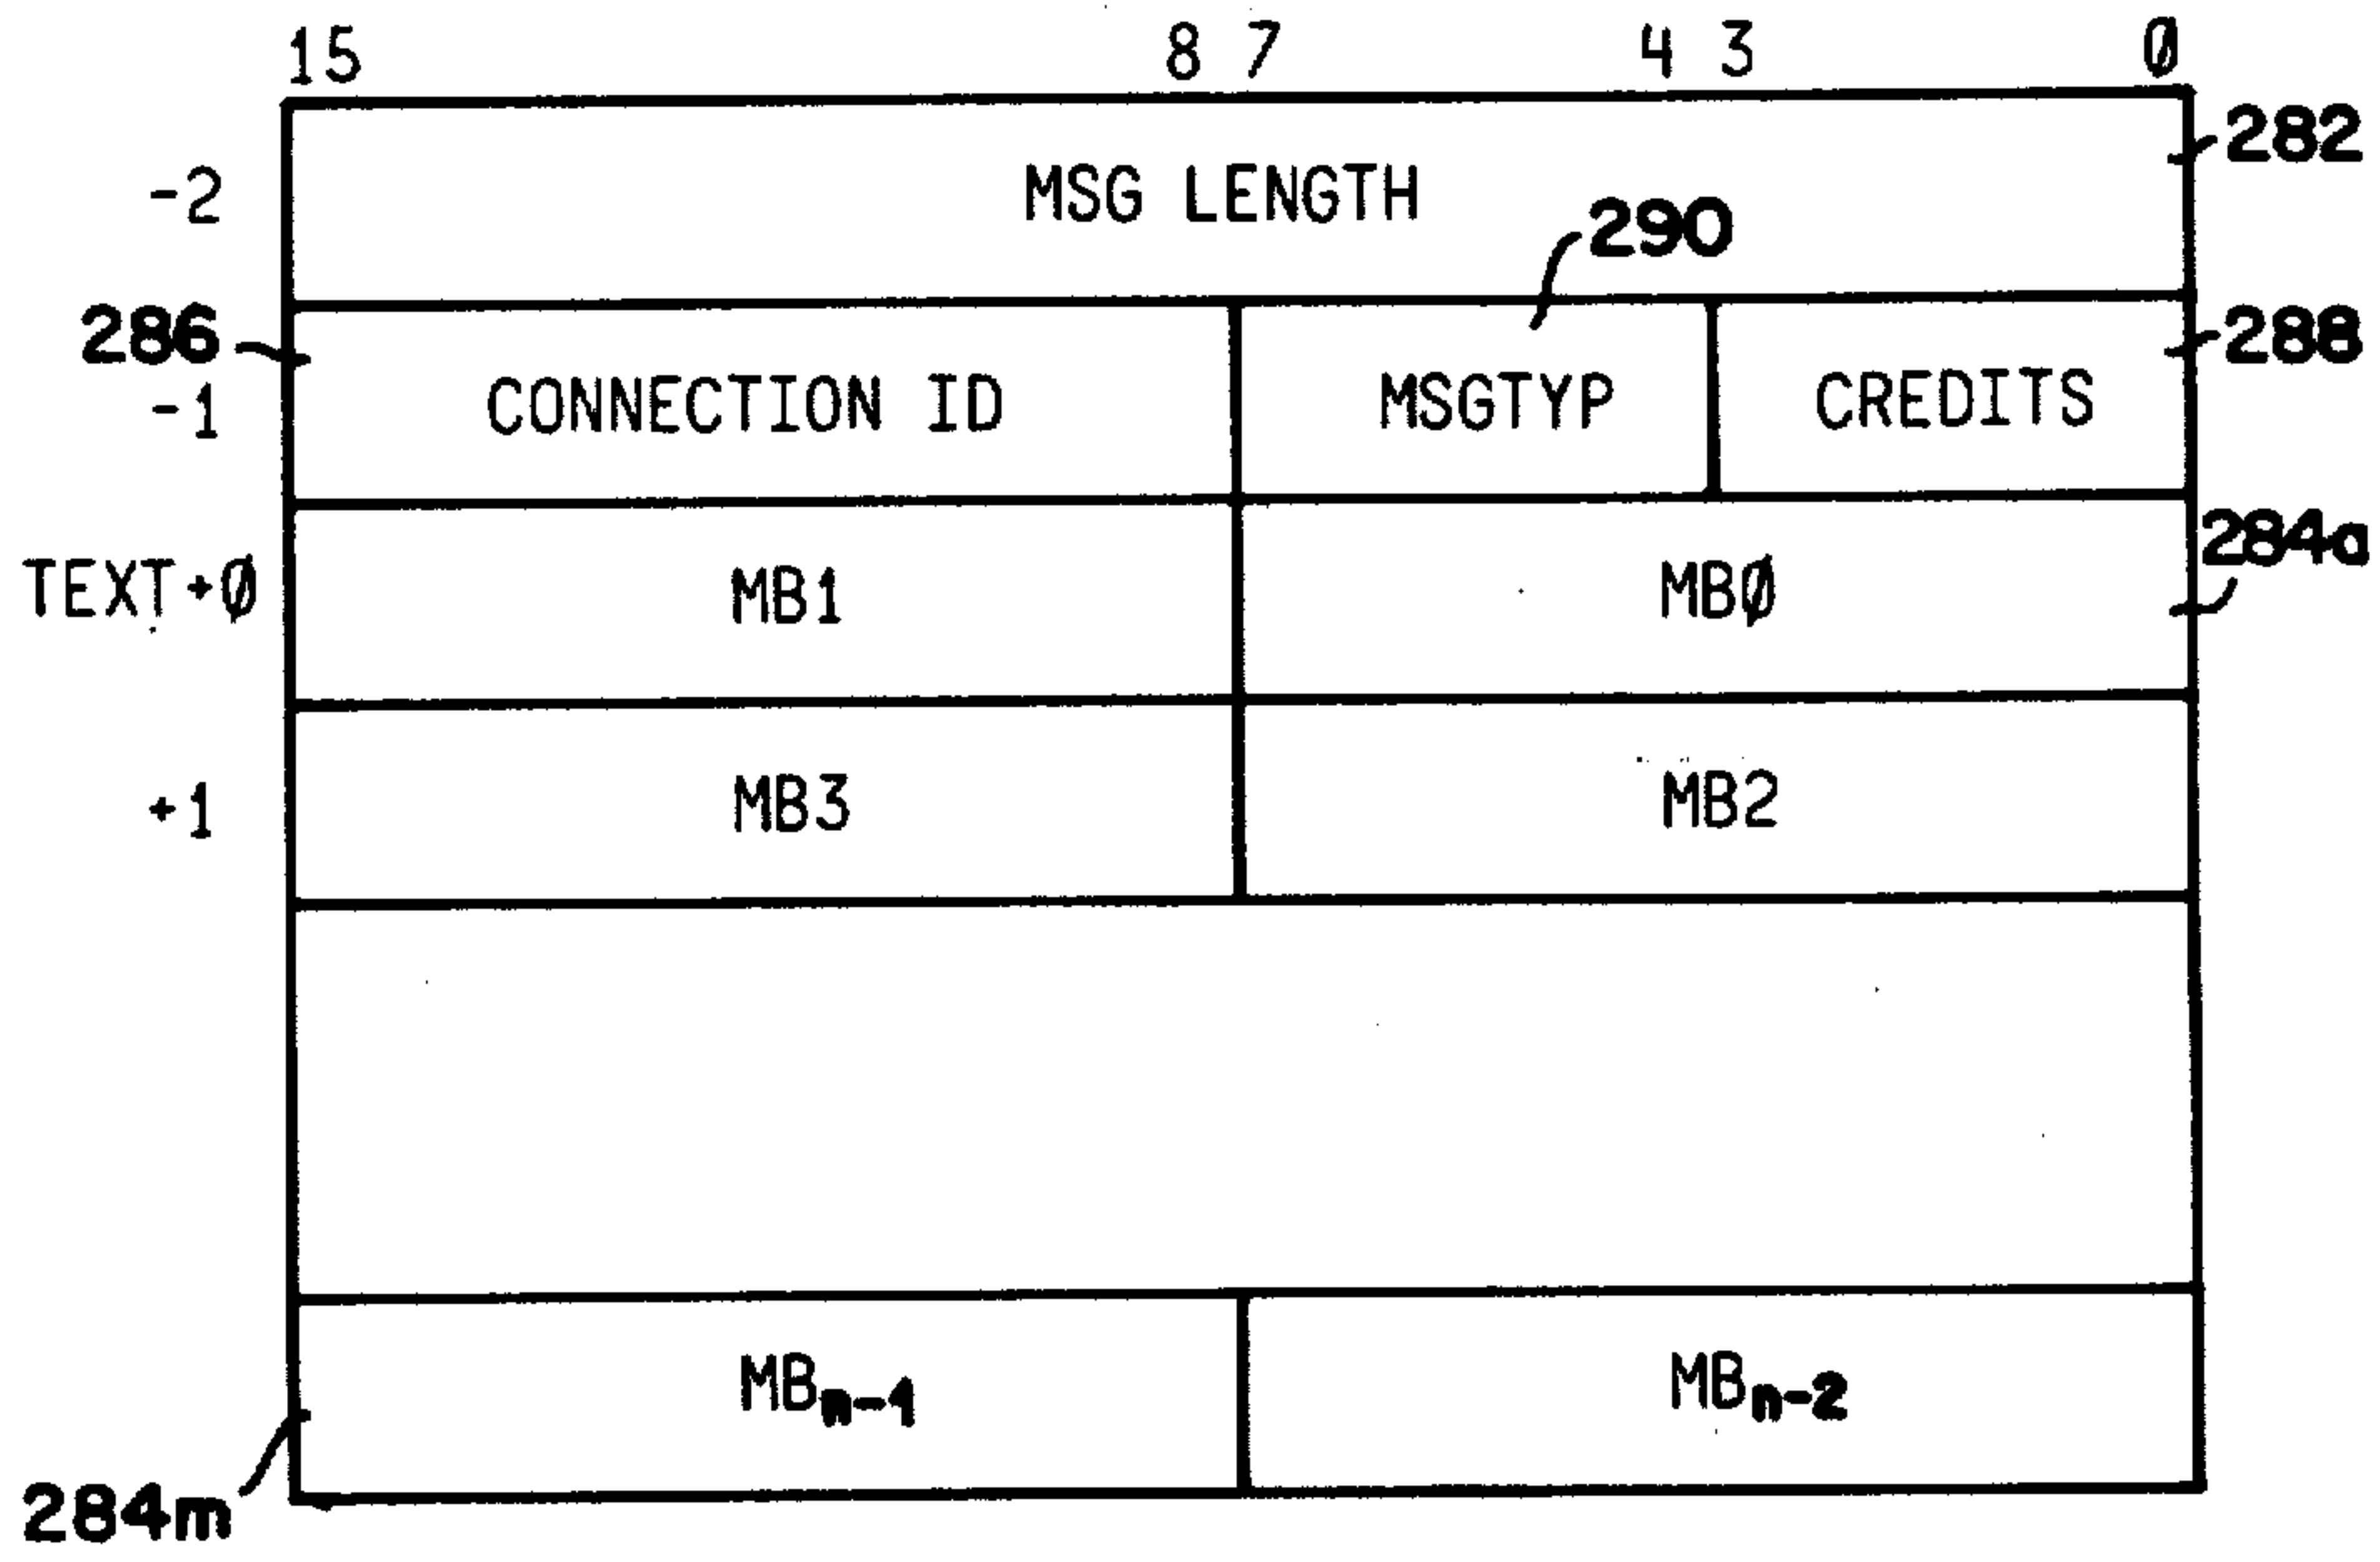 15 8 7 4 3 0
282
-2 MSG LENGTH
290
286 288
-1 CONNECTION ID MSGTYP CREDITS
284a
TEXT+0 MB1 MB0
+1 MB3 MB2
MBn-1 MBn-2
284m